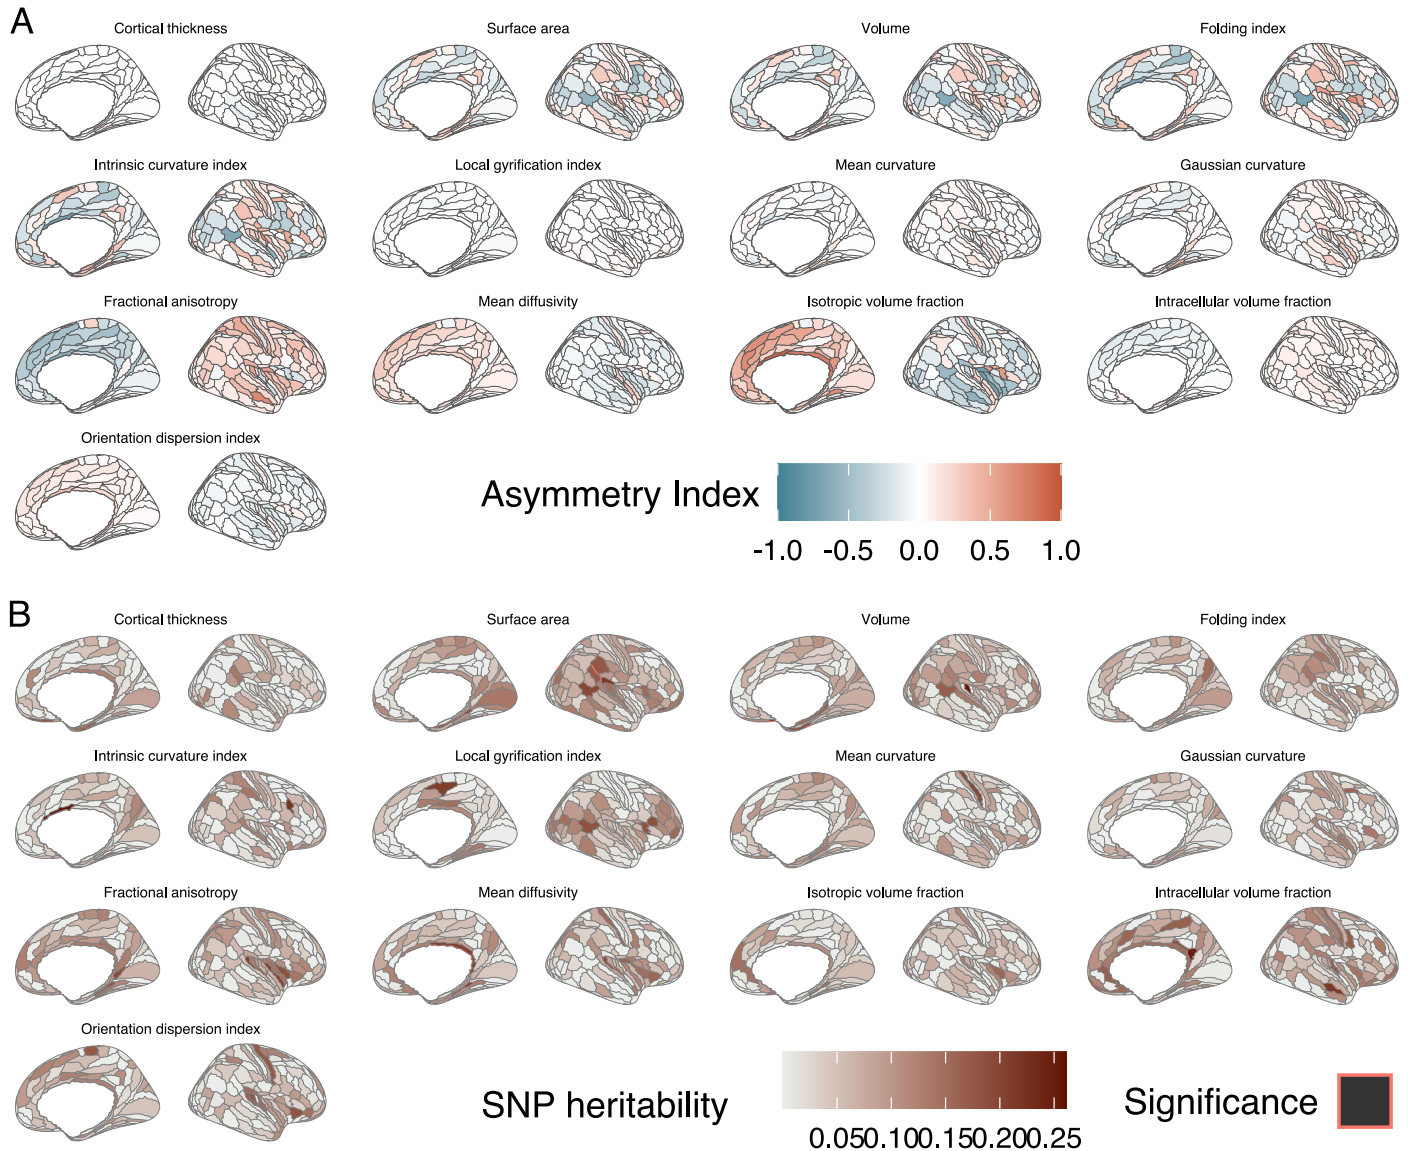 A
Cortical thickness
Surface area
Volume
Folding index
Intrinsic curvature index
Local gyrification index
Mean curvature
Gaussian curvature
Fractional anisotropy
Mean diffusivity
Isotropic volume fraction
Intracellular volume fraction
Orientation dispersion index
Asymmetry Index
-1.0 -0.5 0.0 0.5 1.0
B
Cortical thickness
Surface area
Volume
Folding index
Intrinsic curvature index
Local gyrification index
Mean curvature
Gaussian curvature
Fractional anisotropy
Mean diffusivity
Isotropic volume fraction
Intracellular volume fraction
Orientation dispersion index
SNP heritability
0.050.100.150.200.25
Significance